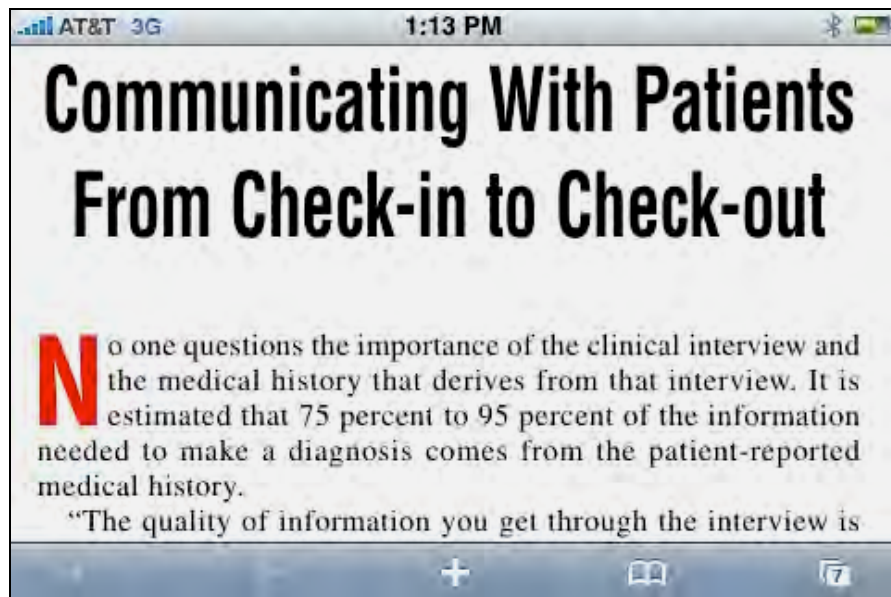 AT&T 3G 1:13 PM
Communicating With Patients
From Check-in to Check-out
No one questions the importance of the clinical interview and
the medical history that derives from that interview. It is
estimated that 75 percent to 95 percent of the information
needed to make a diagnosis comes from the patient-reported
medical history.
“The quality of information you get through the interview is
7